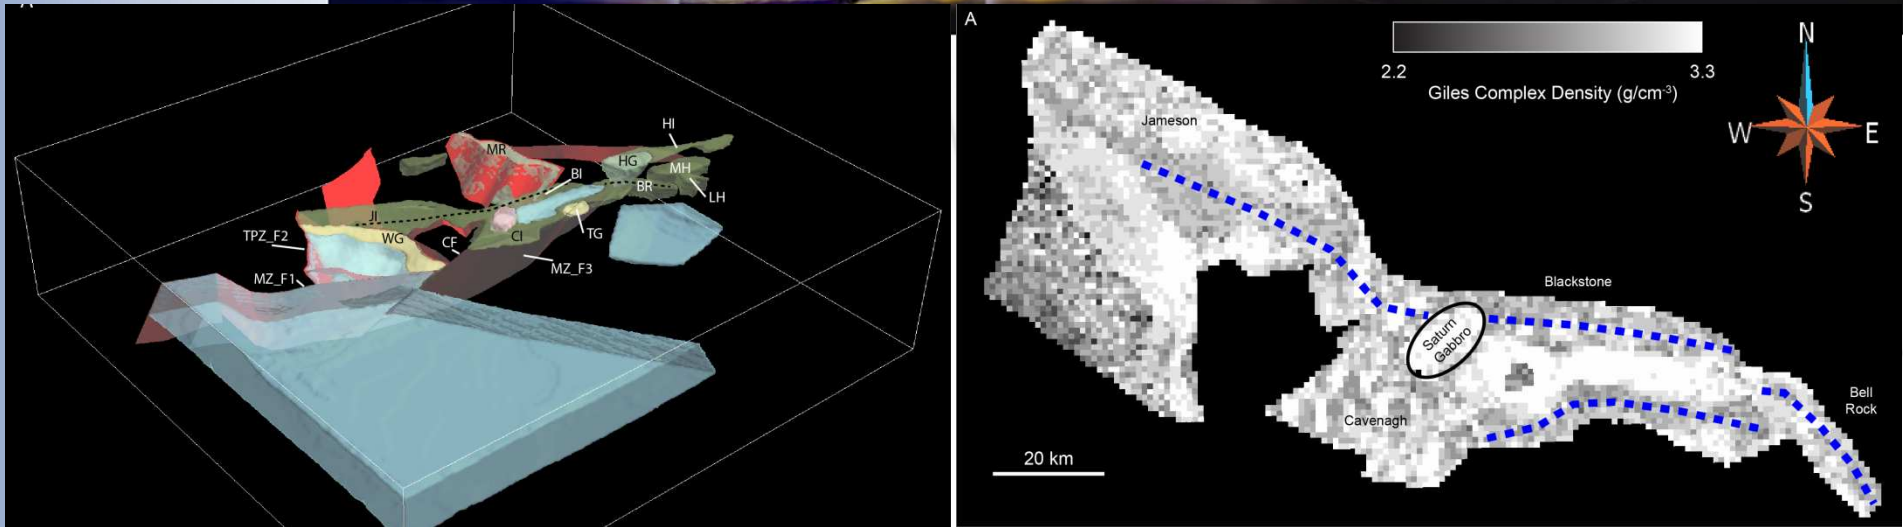 A
HI
MR
HG
MH
BI
BR
LH
JI
TG
WG
CI
CF
TPZ_F2
MZ_F3
MZ_F1
A
2.2
3.3
Giles Complex Density (g/cm⁻³)
N
W
E
S
Jameson
Blackstone
Saturn
Gabbro
Bell
Rock
Cavenagh
20 km